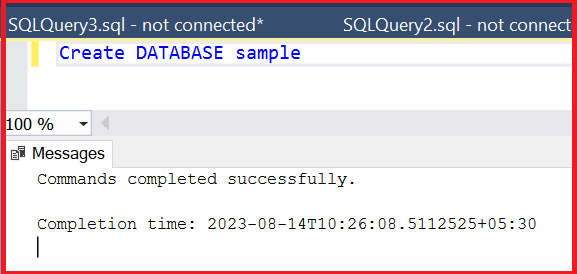 SQLQuery3.sql - not connected* SQLQuery2.sql - not connect
Create DATABASE sample
100 %
Messages
Commands completed successfully.
Completion time: 2023-08-14T10:26:08.5112525+05:30